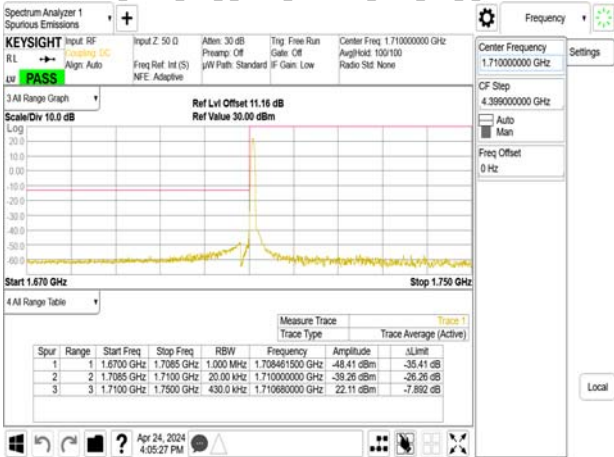 Spectrum Analyzer 1
Spurious Emissions
Frequency
KEYSIGHT
Input: RF
Coupling: DC
Align: Auto
Input Z: 50 Ω
Freq Ref: Int (S)
NFE: Adaptive
Atten: 30 dB
Preamp: Off
µW Path: Standard
Trig: Free Run
Gate: Off
IF Gain: Low
Center Freq: 1.710000000 GHz
Avg|Hold: 100/100
Radio Std: None
RL
PASS
Center Frequency
1.710000000 GHz
Settings
CF Step
4.399000000 GHz
Auto
Man
Freq Offset
0 Hz
3 All Range Graph
Scale/Div 10.0 dB
Ref Lvl Offset 11.16 dB
Ref Value 30.00 dBm
Log
20.0
10.0
0.00
-10.0
-20.0
-30.0
-40.0
-50.0
-60.0
Start 1.670 GHz
Stop 1.750 GHz
4 All Range Table
Measure Trace Trace 1
Trace Type Trace Average (Active)
Spur Range Start Freq Stop Freq RBW Frequency Amplitude ΔLimit
1 1 1.6700 GHz 1.7085 GHz 1.000 MHz 1.708461500 GHz -48.41 dBm -35.41 dB
2 2 1.7085 GHz 1.7100 GHz 20.00 kHz 1.710000000 GHz -39.26 dBm -26.26 dB
3 3 1.7100 GHz 1.7500 GHz 430.0 kHz 1.710680000 GHz 22.11 dBm -7.892 dB
Local
Apr 24, 2024
4:05:27 PM